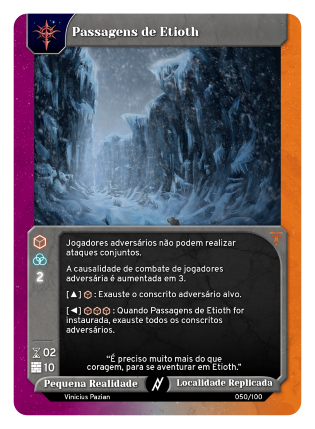 Passagens de Etioth
Jogadores adversários não podem realizar
ataques conjuntos.
A causalidade de combate de jogadores
adversária é aumentada em 3.
[▲] : Exauste o conscrito adversário alvo.
[◄] : Quando Passagens de Etioth for
instaurada, exauste todos os conscritos
adversários.
2
02
10
"É preciso muito mais do que
coragem, para se aventurar em Etioth."
Pequena Realidade
Localidade Replicada
Vinicius Pazian
050/100